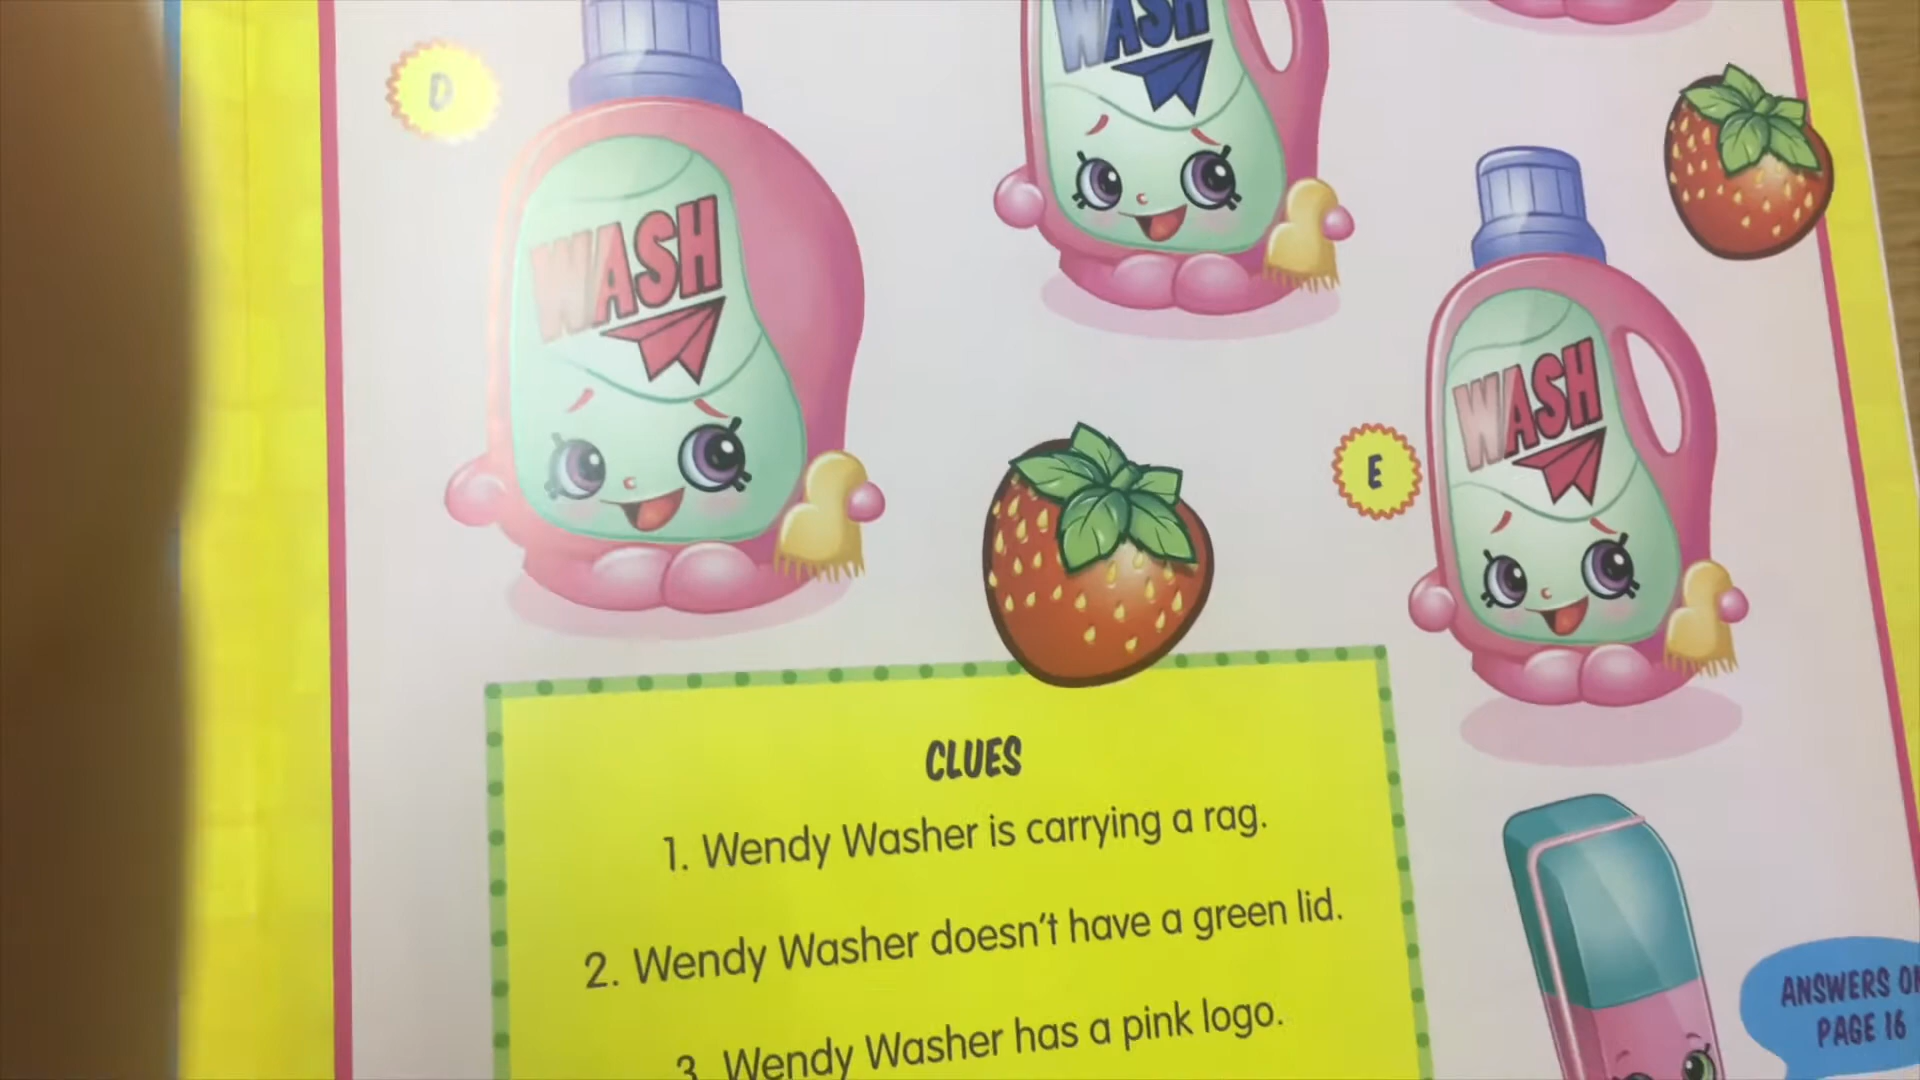 WASH
D
WASH
WASH
E
CLUES
1. Wendy Washer is carrying a rag.
2. Wendy Washer doesn't have a green lid.
3. Wendy Washer has a pink logo.
ANSWERS ON
PAGE 16